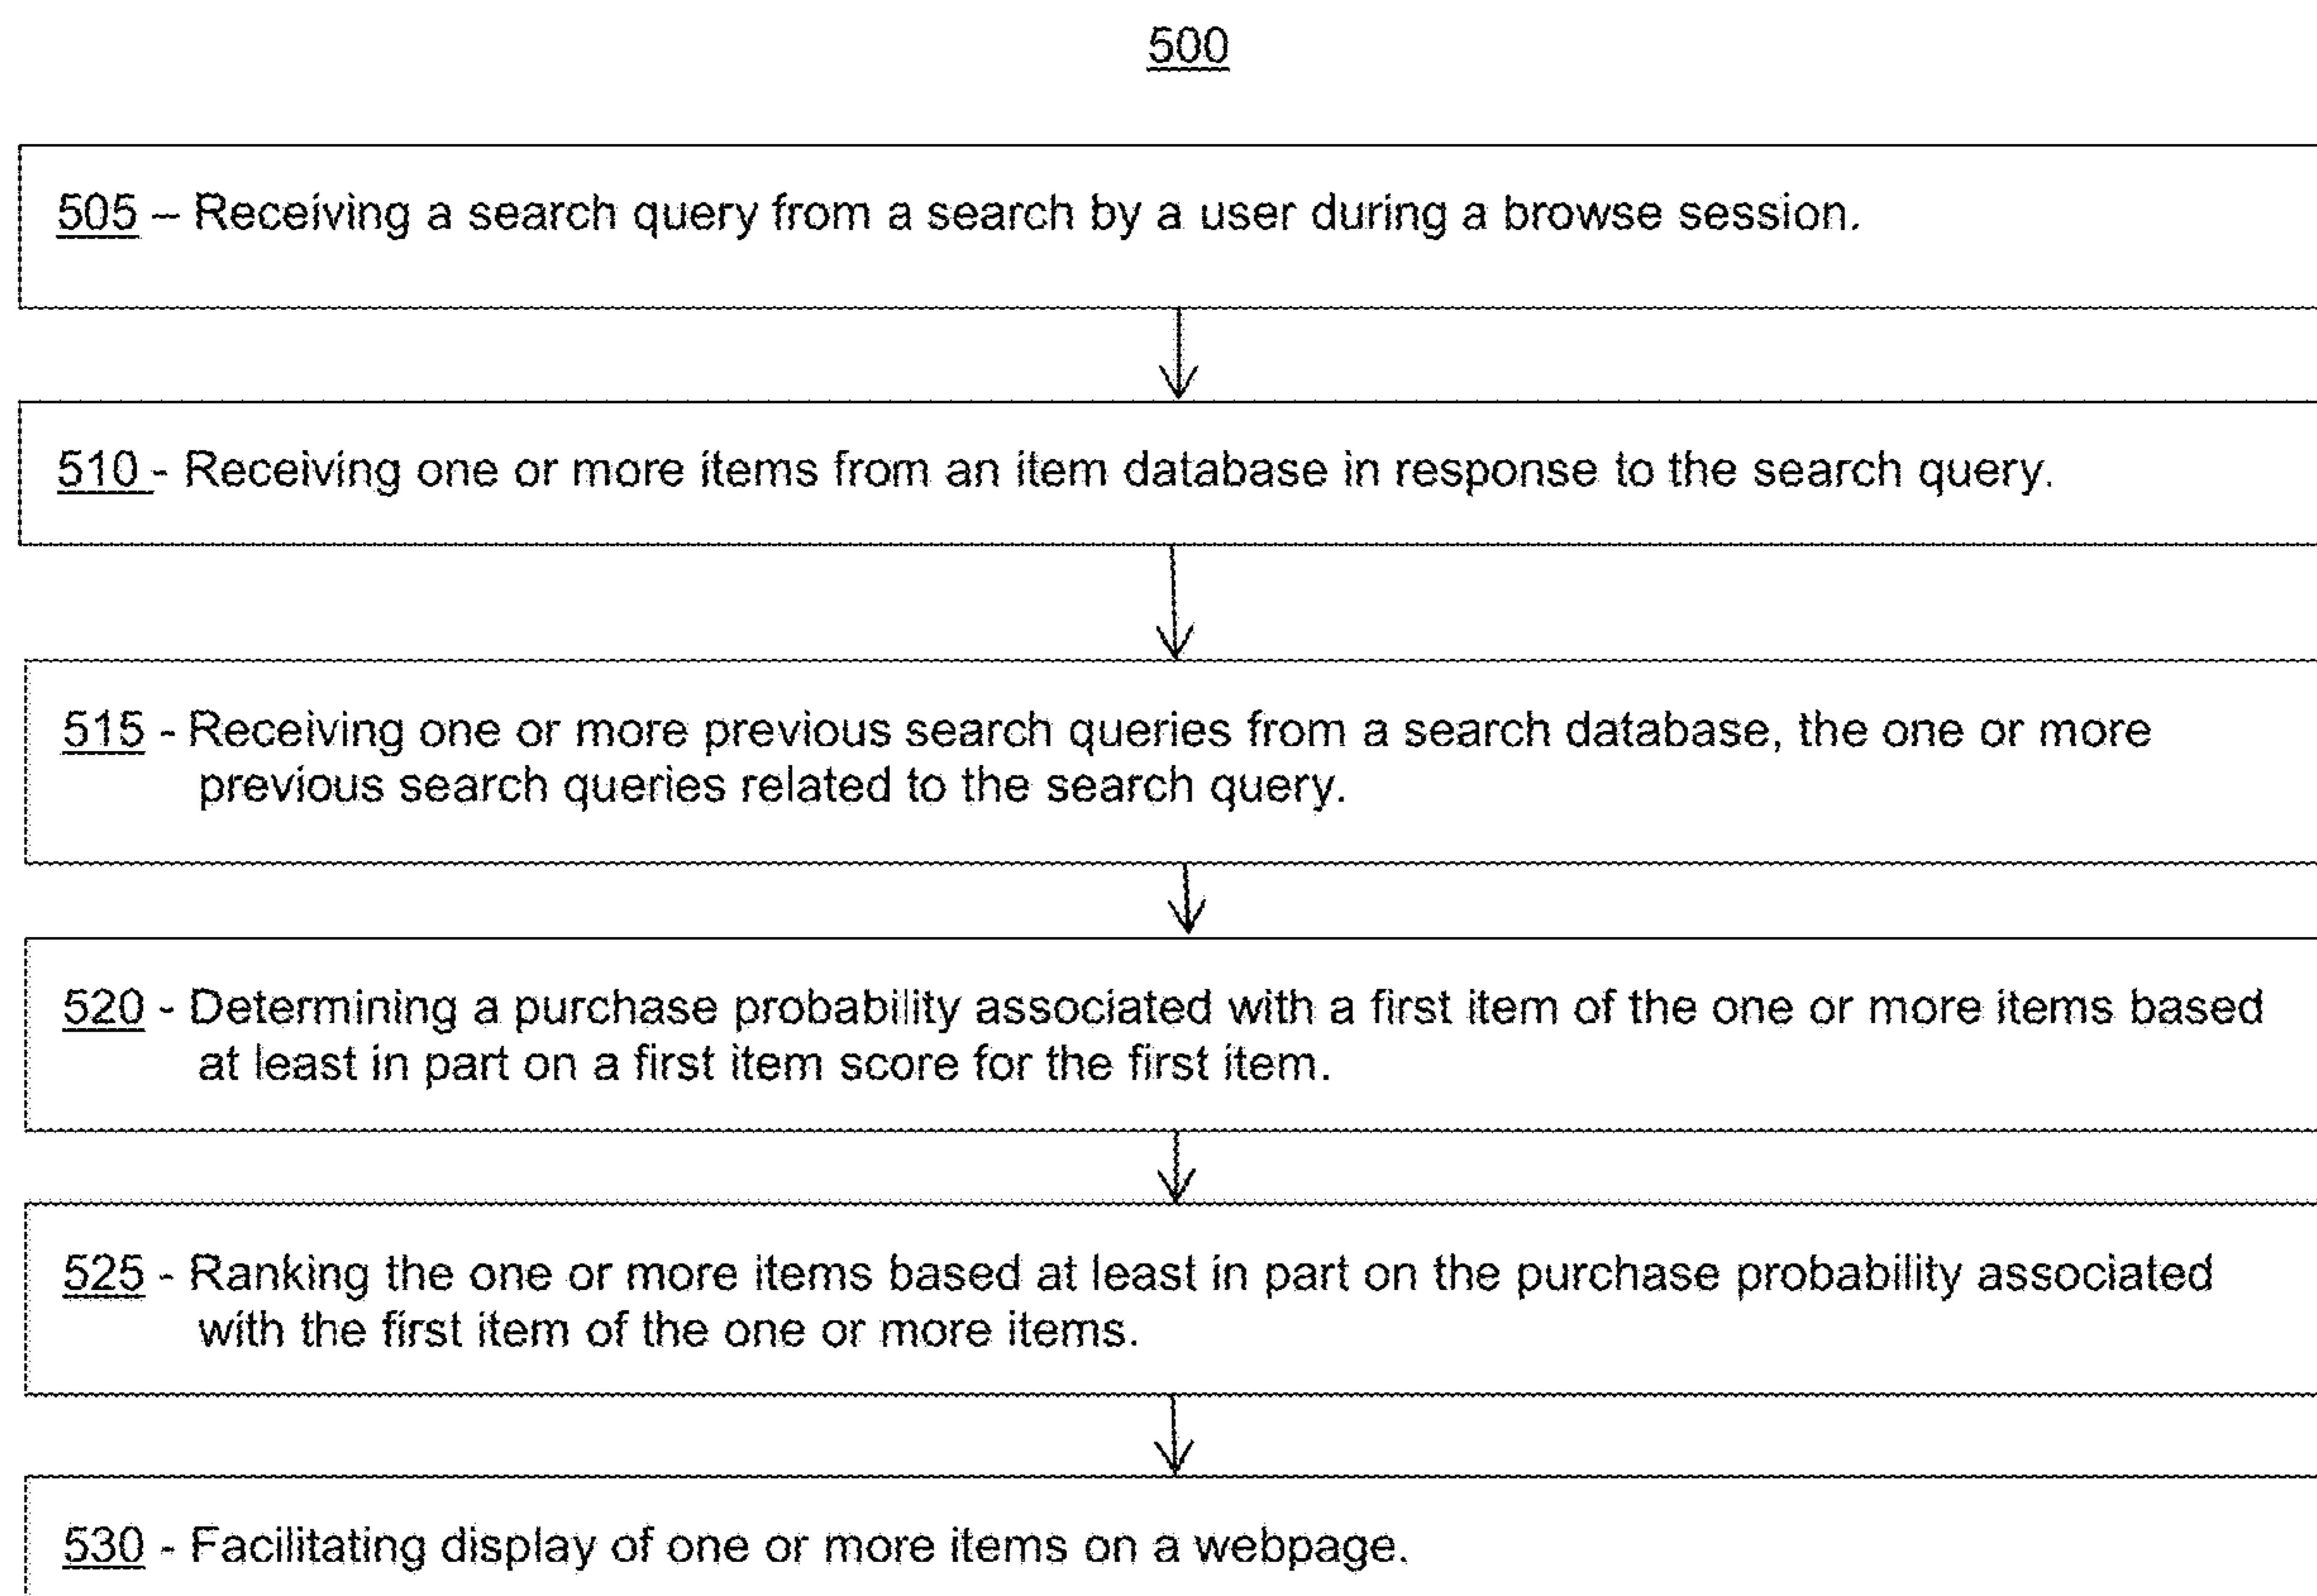 500
505 – Receiving a search query from a search by a user during a browse session.
510 - Receiving one or more items from an item database in response to the search query.
515 - Receiving one or more previous search queries from a search database, the one or more
previous search queries related to the search query.
520 - Determining a purchase probability associated with a first item of the one or more items based
at least in part on a first item score for the first item.
525 - Ranking the one or more items based at least in part on the purchase probability associated
with the first item of the one or more items.
530 - Facilitating display of one or more items on a webpage.